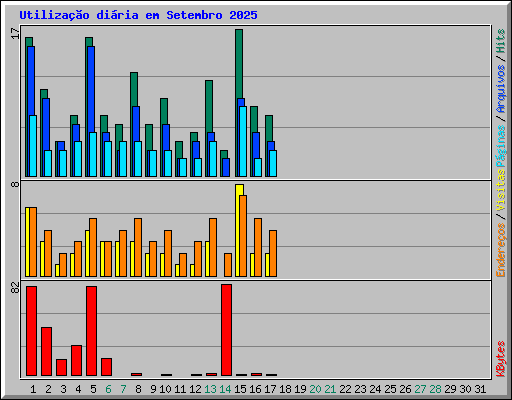 Utilização diária em Setembro 2025
17
8
82
Endereços / Visitas Páginas / Arquivos / Hits
KBytes
1 2 3 4 5 6 7 8 9 10 11 12 13 14 15 16 17 18 19 20 21 22 23 24 25 26 27 28 29 30 31